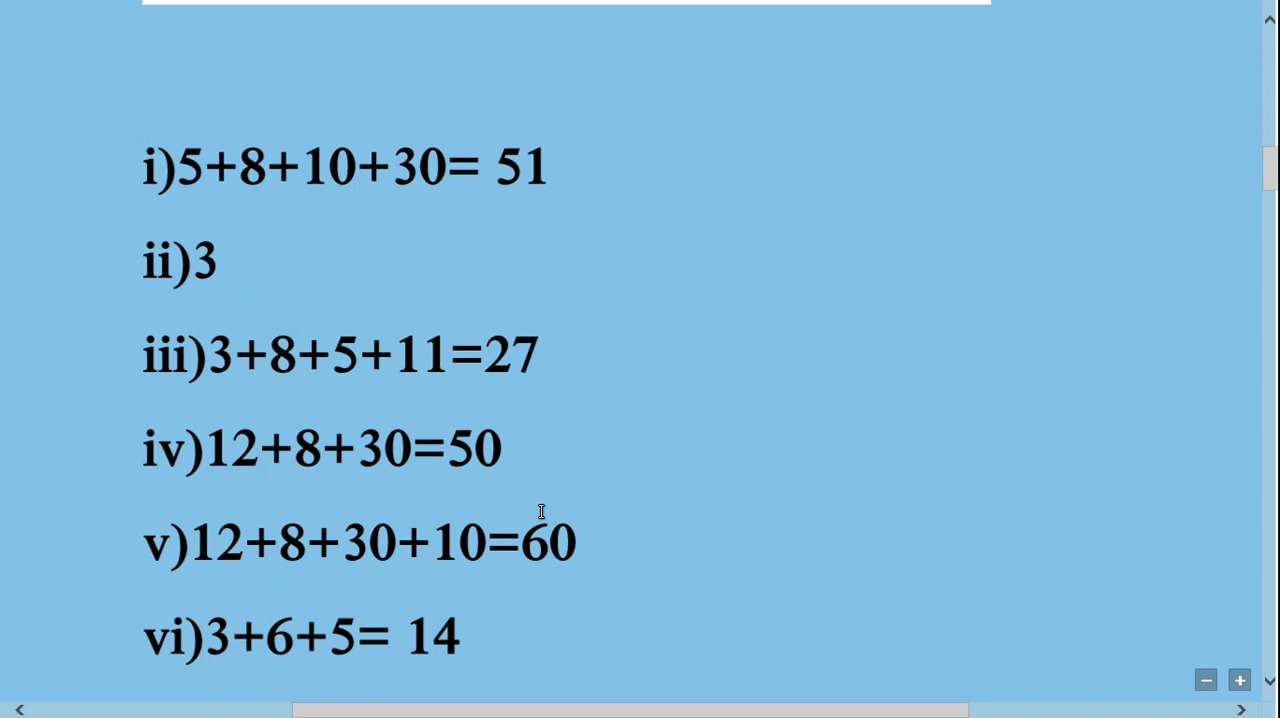 i)5+8+10+30= 51
ii)3
iii)3+8+5+11=27
iv)12+8+30=50
v)12+8+30+10=60
vi)3+6+5= 14